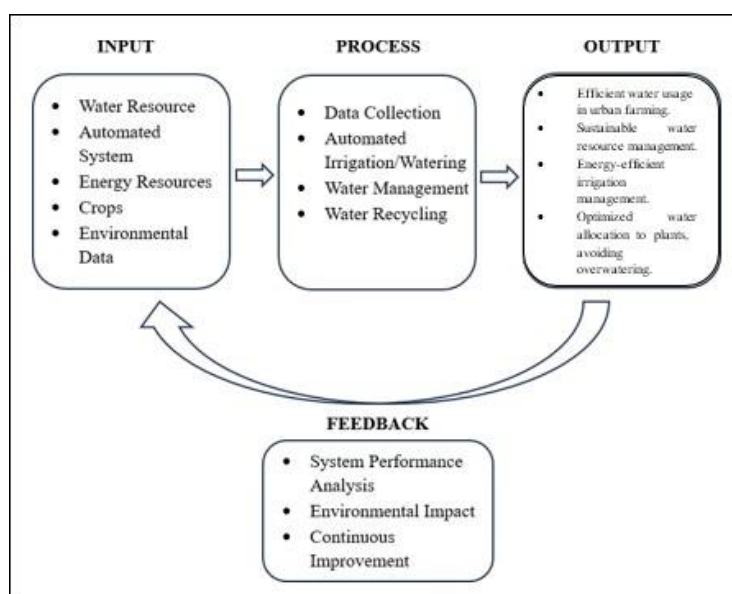 INPUT
• Water Resource
• Automated
System
• Energy Resources
• Crops
• Environmental
Data
PROCESS
• Data Collection
• Automated
Irrigation/Watering
• Water Management
• Water Recycling
OUTPUT
• Efficient water usage
in urban farming.
• Sustainable water
resource management.
• Energy-efficient
irrigation
management.
• Optimized water
allocation to plants,
avoiding
overwatering.
FEEDBACK
• System Performance
Analysis
• Environmental Impact
• Continuous
Improvement